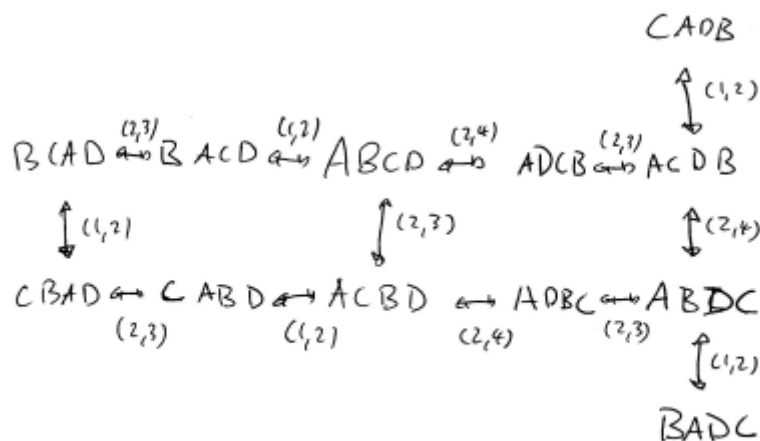 CADB
(1,2)
(2,3) (1,2) (2,4) (2,3)
BCAD BACD ABCD ADCB ACDB
(1,2) (2,3) (2,4)
CBAD CABD ACBD ADBC ABDC
(2,3) (1,2) (2,4) (2,3)
(1,2)
BADC